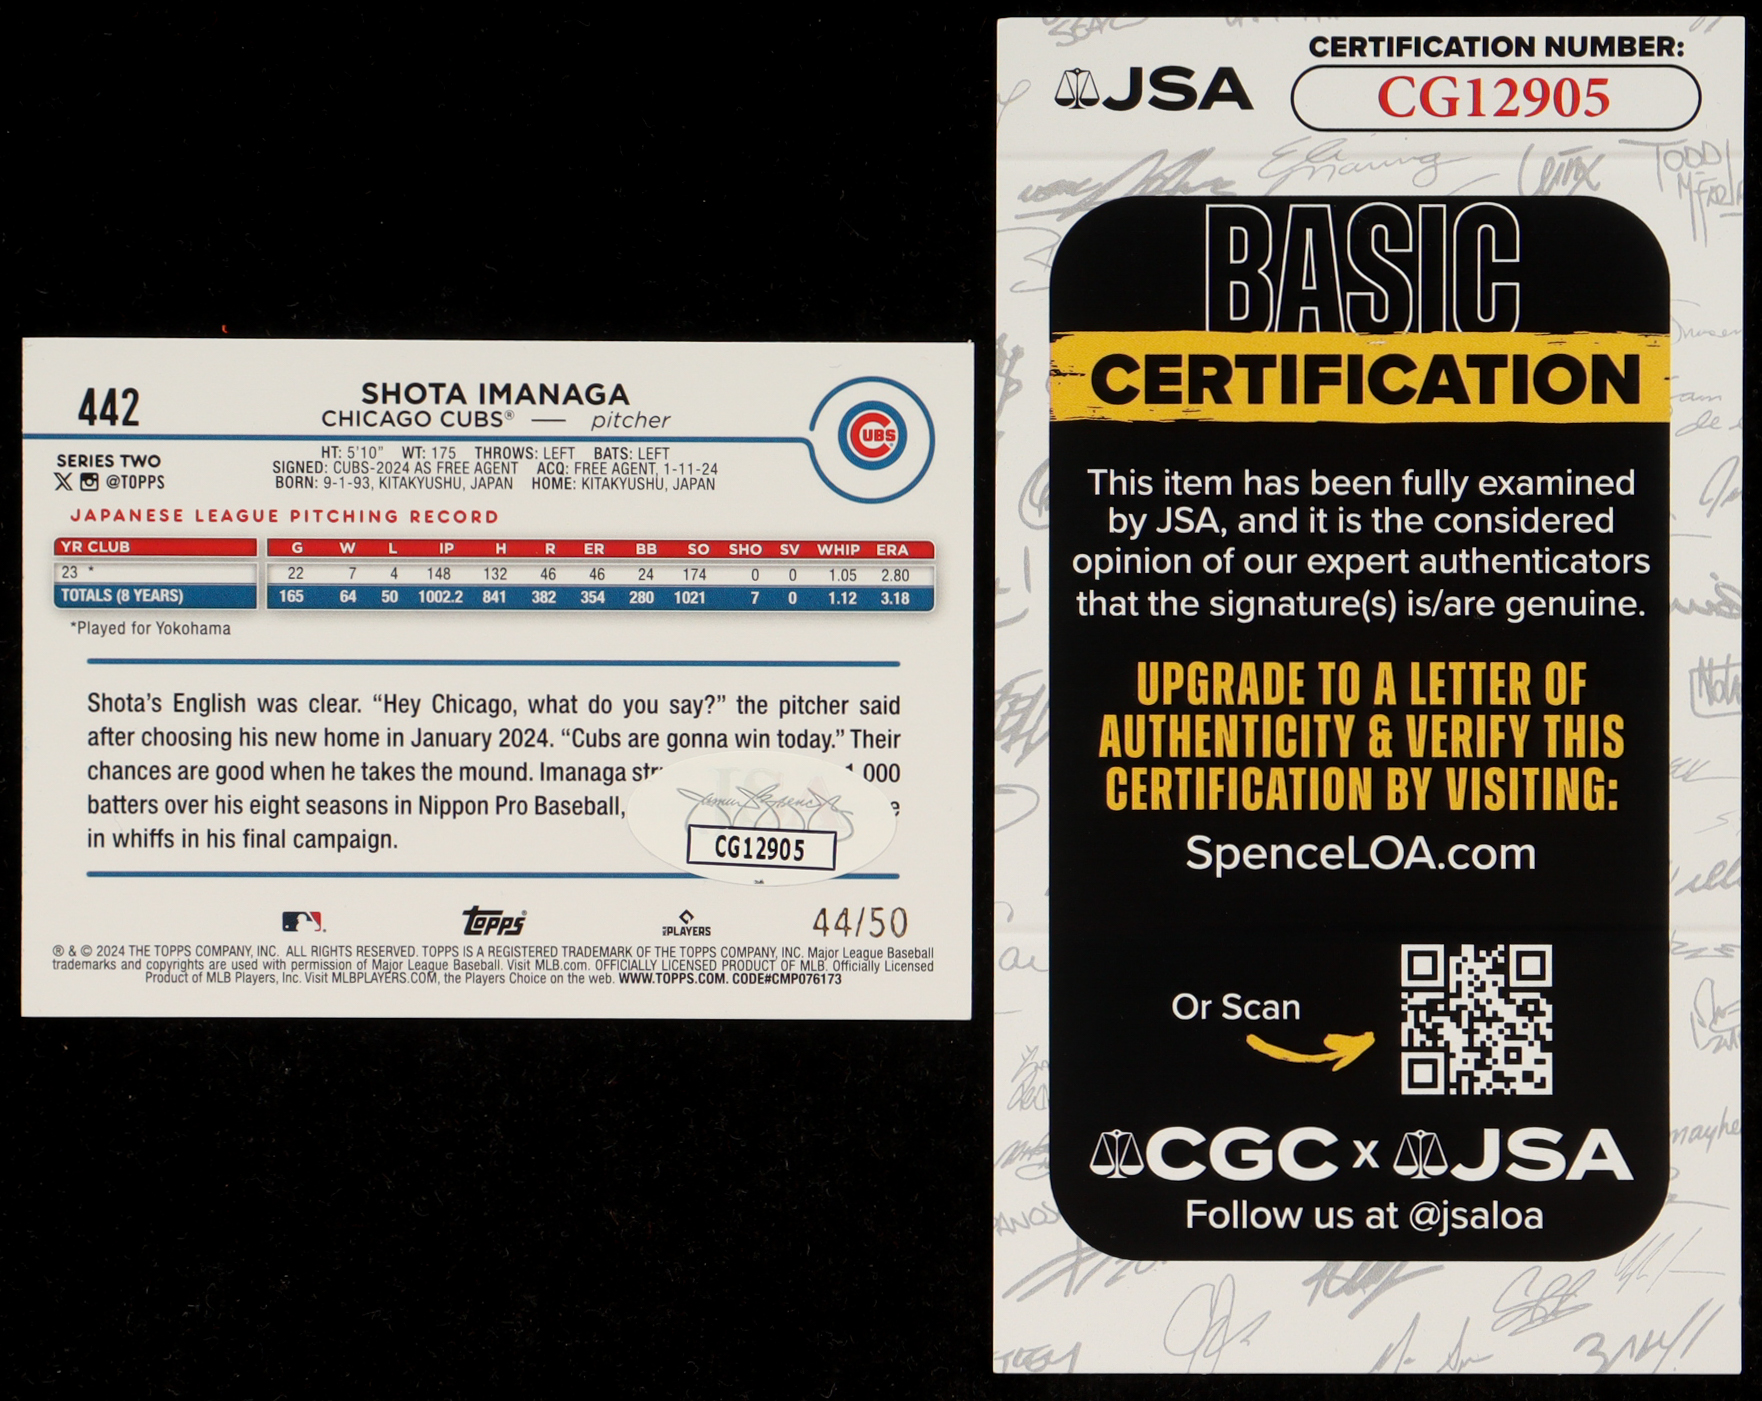 442
SHOTA IMANAGA
CHICAGO CUBS® — pitcher
CUBS
SERIES TWO
@TOPPS
HT: 5'10" WT: 175 THROWS: LEFT BATS: LEFT
SIGNED: CUBS-2024 AS FREE AGENT ACQ: FREE AGENT, 1-11-24
BORN: 9-1-93, KITAKYUSHU, JAPAN HOME: KITAKYUSHU, JAPAN
JAPANESE LEAGUE PITCHING RECORD
YR CLUB G W L IP H R ER BB SO SHO SV WHIP ERA
23 * 22 7 4 148 132 46 46 24 174 0 0 1.05 2.80
TOTALS (8 YEARS) 165 64 50 1002.2 841 382 354 280 1021 7 0 1.12 3.18
*Played for Yokohama
Shota's English was clear. “Hey Chicago, what do you say?” the pitcher said
after choosing his new home in January 2024. “Cubs are gonna win today.” Their
chances are good when he takes the mound. Imanaga 000
batters over his eight seasons in Nippon Pro Baseball,
in whiffs in his final campaign.
CG12905
Topps
PLAYERS
44/50
® & © 2024 THE TOPPS COMPANY, INC. ALL RIGHTS RESERVED. TOPPS IS A REGISTERED TRADEMARK OF THE TOPPS COMPANY, INC. Major League Baseball
trademarks and copyrights are used with permission of Major League Baseball. Visit MLB.com. OFFICIALLY LICENSED PRODUCT OF MLB. Officially Licensed
Product of MLB Players, Inc. Visit MLBPLAYERS.COM, the Players Choice on the web. WWW.TOPPS.COM. CODE#CMP076173
JSA
CERTIFICATION NUMBER:
CG12905
BASIC
CERTIFICATION
This item has been fully examined
by JSA, and it is the considered
opinion of our expert authenticators
that the signature(s) is/are genuine.
UPGRADE TO A LETTER OF
AUTHENTICITY & VERIFY THIS
CERTIFICATION BY VISITING:
SpenceLOA.com
Or Scan
CGC x JSA
Follow us at @jsaloa